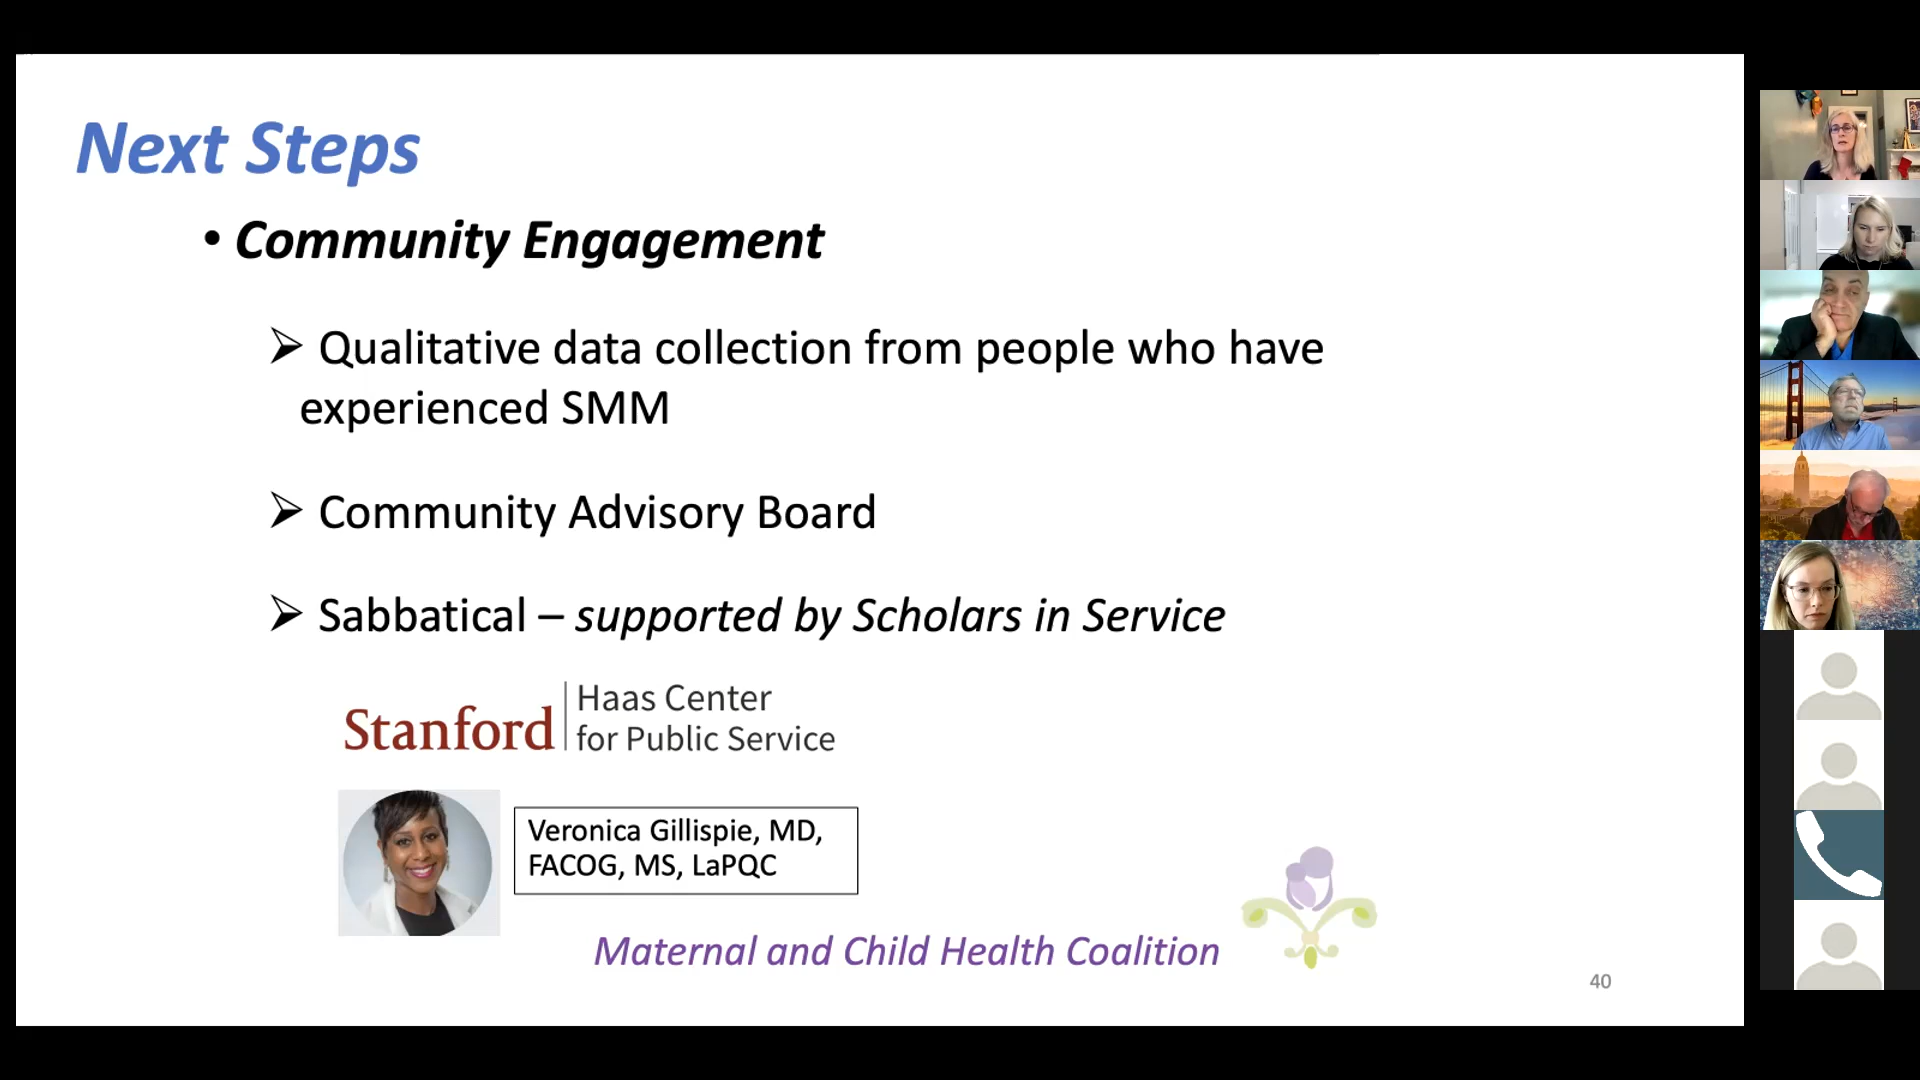 Next Steps
• Community Engagement
➢ Qualitative data collection from people who have
experienced SMM
➢ Community Advisory Board
➢ Sabbatical – supported by Scholars in Service
Stanford
Haas Center
for Public Service
Veronica Gillispie, MD,
FACOG, MS, LaPQC
Maternal and Child Health Coalition
40